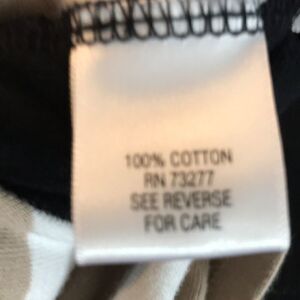 100% COTTON
RN 73277
SEE REVERSE
FOR CARE